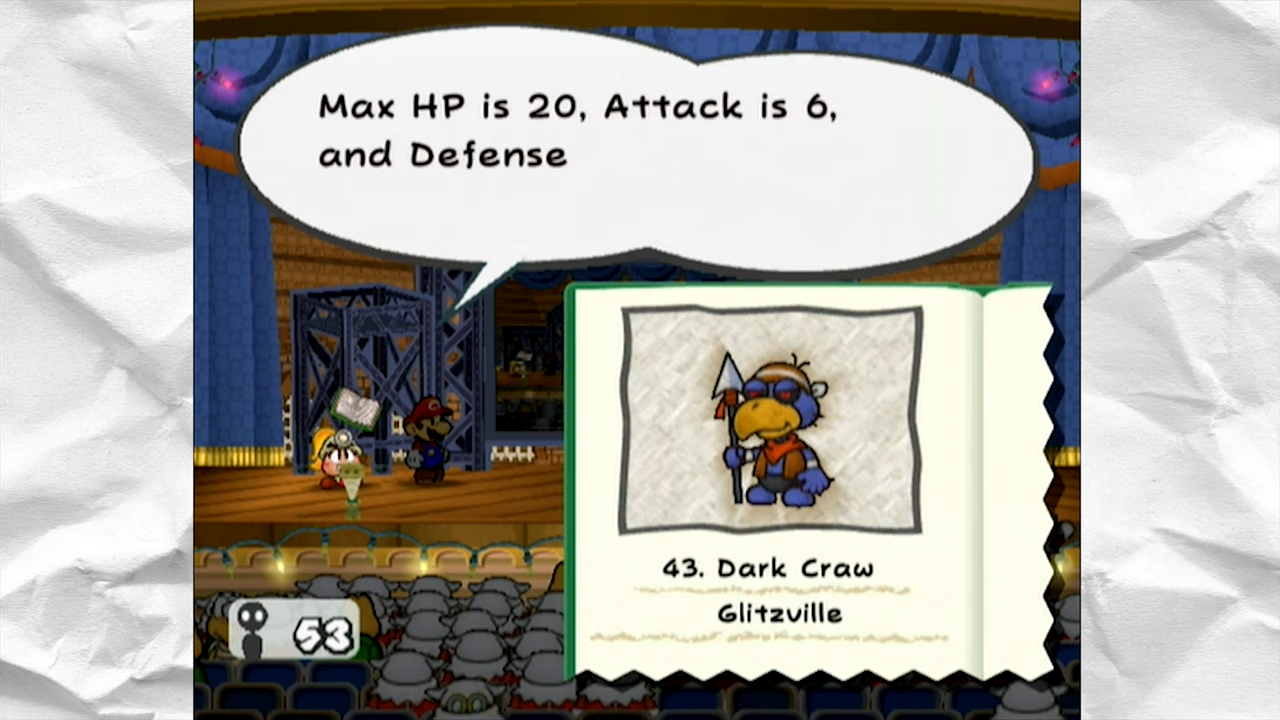 Max HP is 20, Attack is 6,
and Defense
43. Dark Craw
Glitzville
53